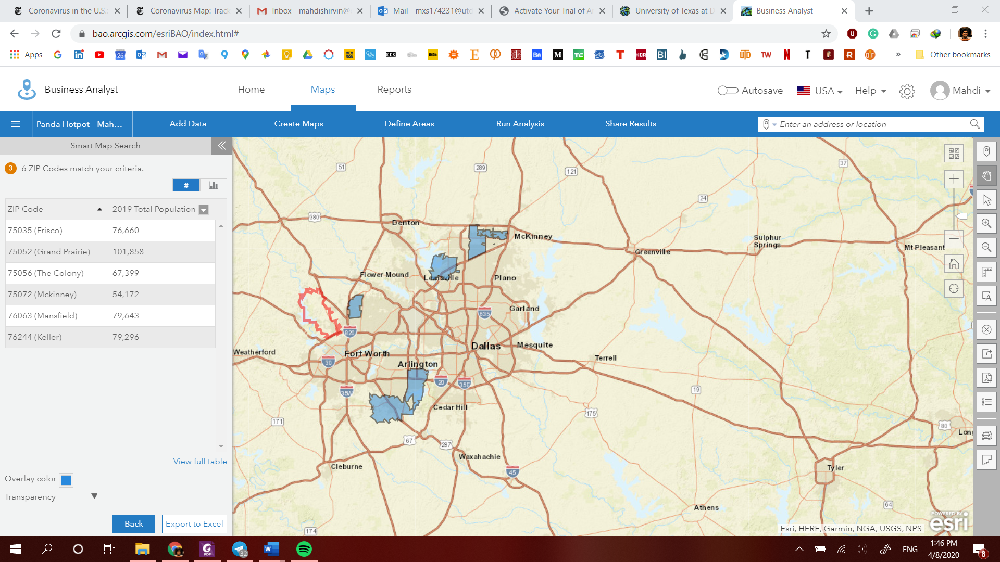 Coronavirus in the U.S.
Coronavirus Map: Track
Inbox - mahdishirvin@
Mail - mxs174231@utd
Activate Your Trial of Ar
University of Texas at D
Business Analyst
bao.arcgis.com/esriBAO/index.html#
Apps
Other bookmarks
Business Analyst
Home
Maps
Reports
Autosave
USA
Help
Mahdi
Panda Hotpot – Mah...
Add Data
Create Maps
Define Areas
Run Analysis
Share Results
Enter an address or location
Smart Map Search
3 6 ZIP Codes match your criteria.
#
ZIP Code 2019 Total Population
75035 (Frisco) 76,660
75052 (Grand Prairie) 101,858
75056 (The Colony) 67,399
75072 (Mckinney) 54,172
76063 (Mansfield) 79,643
76244 (Keller) 79,296
View full table
Overlay color
Transparency
Back
Export to Excel
51
289
121
37
24
380
Denton
McKinney
Sulphur
Springs
Mt Pleasant
Greenville
Flower Mound
Lewisville
Plano
Garland
635
820
Dallas
Mesquite
Weatherford
Fort Worth
Terrell
30
Arlington
20
35E
35W
19
Cedar Hill
175
171
80
Long
67
287
Waxahachie
Cleburne
45
Tyler
Athens
64
174
POWERED BY
esri
Esri, HERE, Garmin, NGA, USGS, NPS
32
ENG
1:46 PM
4/8/2020
8